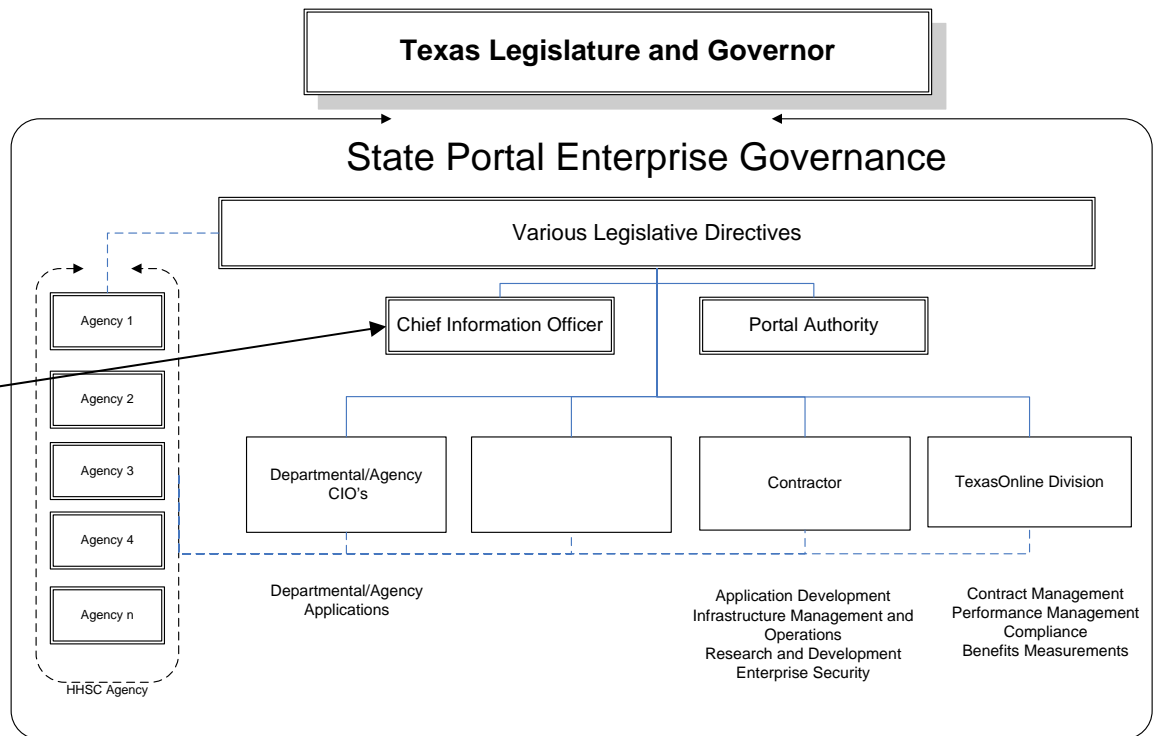 Texas Legislature and Governor
State Portal Enterprise Governance
Various Legislative Directives
Agency 1
Agency 2
Agency 3
Agency 4
Agency n
HHSC Agency
Chief Information Officer
Portal Authority
Departmental/Agency
CIO's
Contractor
TexasOnline Division
Departmental/Agency
Applications
Application Development
Infrastructure Management and
Operations
Research and Development
Enterprise Security
Contract Management
Performance Management
Compliance
Benefits Measurements